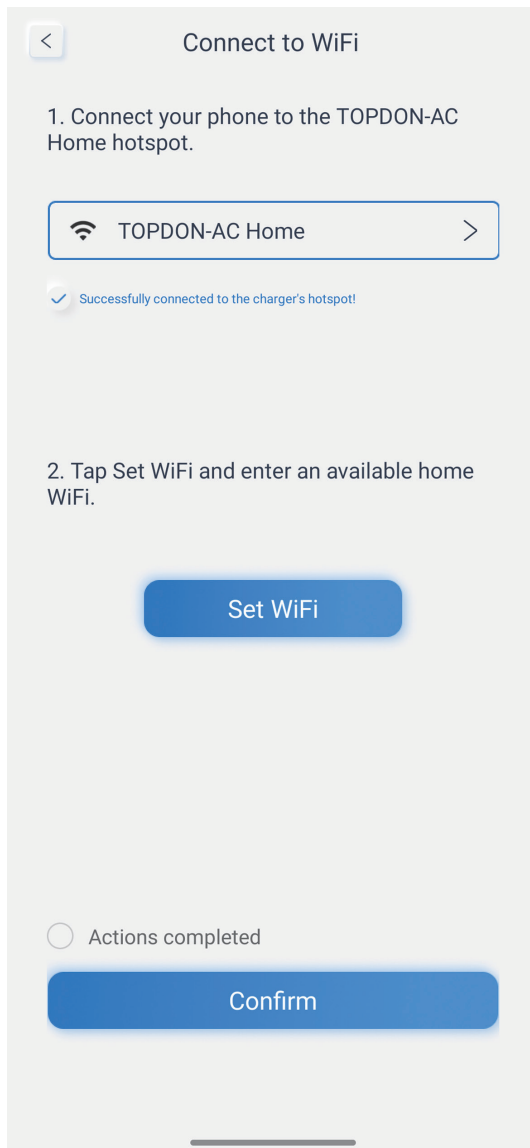 Connect to WiFi
1. Connect your phone to the TOPDON-AC
Home hotspot.
TOPDON-AC Home
Successfully connected to the charger's hotspot!
2. Tap Set WiFi and enter an available home
WiFi.
Set WiFi
Actions completed
Confirm